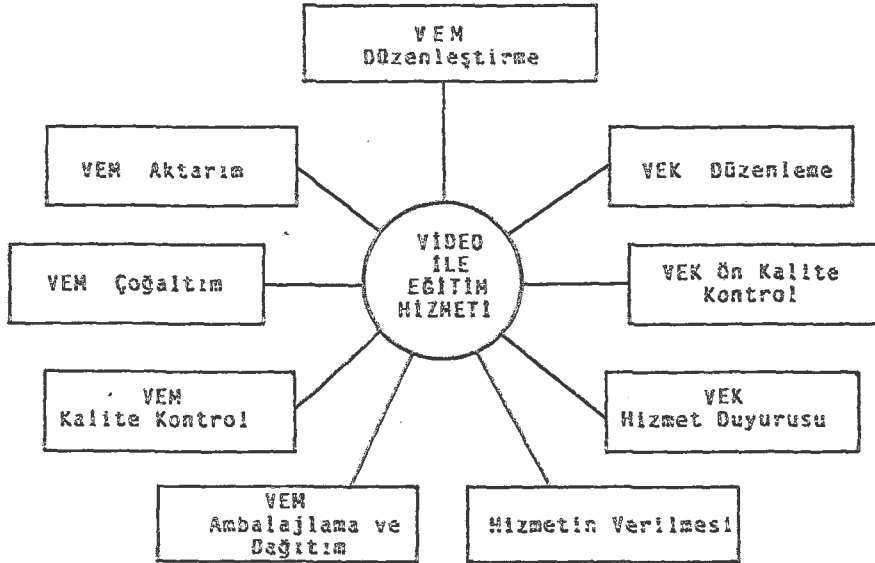 VEM
Düzenleştirme
VEM Aktarım
VEK Düzenleme
VİDEO
İLE
EĞİTİM
HİZMETİ
VEM Çoğaltım
VEK Ön Kalite
Kontrol
VEM
Kalite Kontrol
VEK
Hizmet Duyurusu
VEM
Ambalajlama ve
Dağıtım
Hizmetin Verilmesi